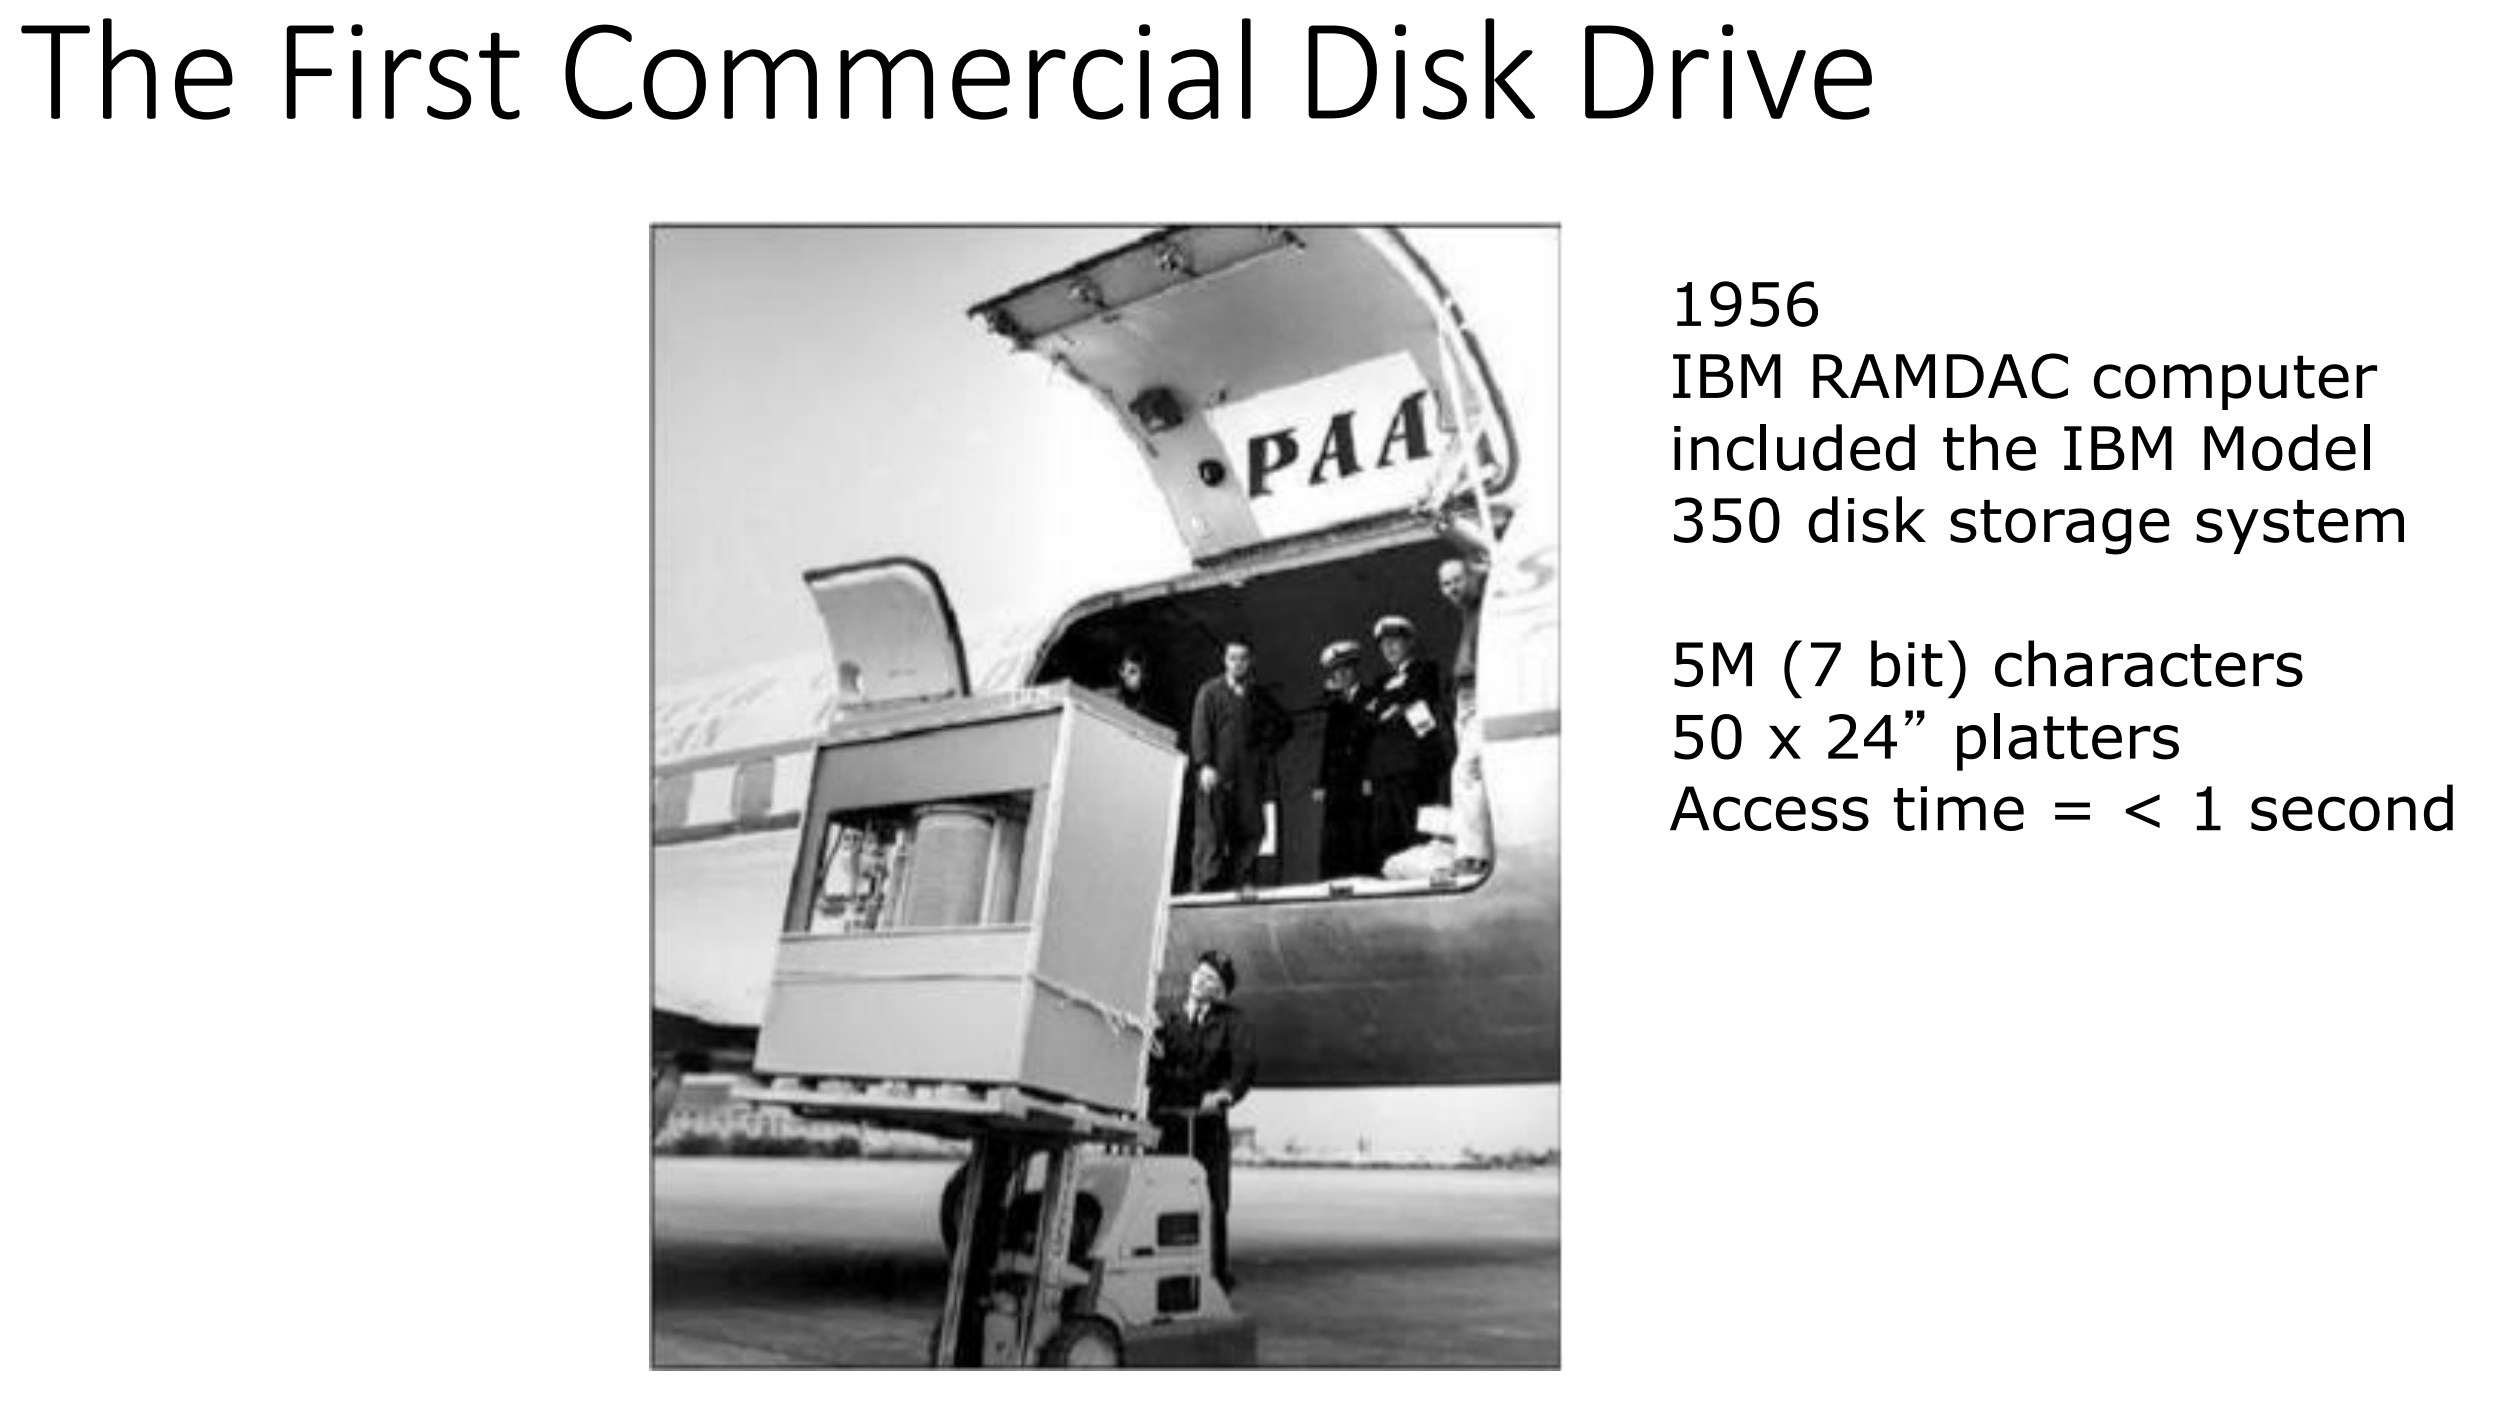 The First Commercial Disk Drive
PAA
1956
IBM RAMDAC computer
included the IBM Model
350 disk storage system
5M (7 bit) characters
50 x 24” platters
Access time = < 1 second